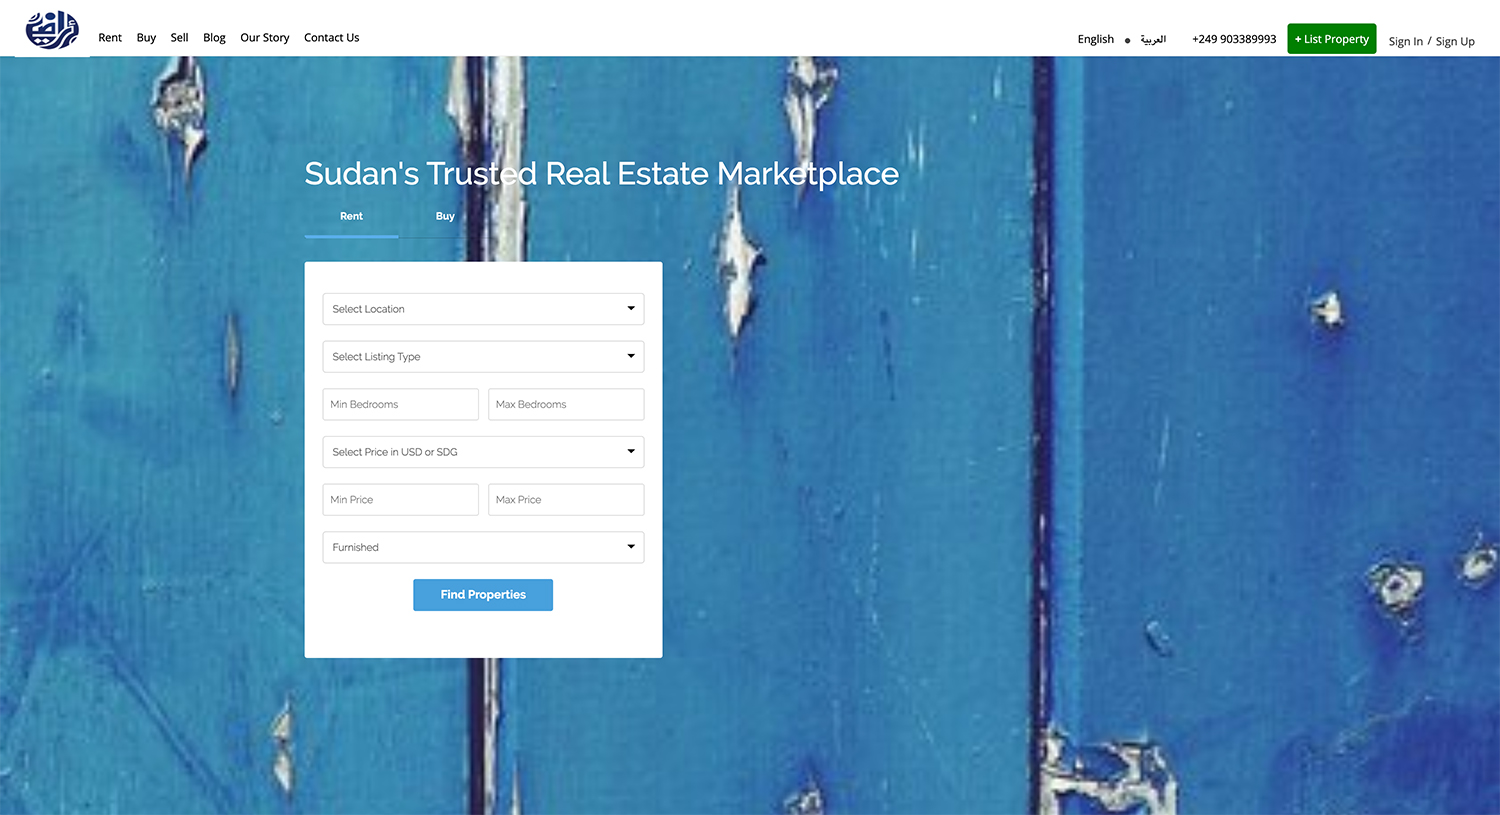 Rent Buy Sell Blog Our Story Contact Us
English • العربية +249 903389993 + List Property Sign In / Sign Up
Sudan's Trusted Real Estate Marketplace
Rent Buy
Select Location
Select Listing Type
Min Bedrooms Max Bedrooms
Select Price in USD or SDG
Min Price Max Price
Furnished
Find Properties